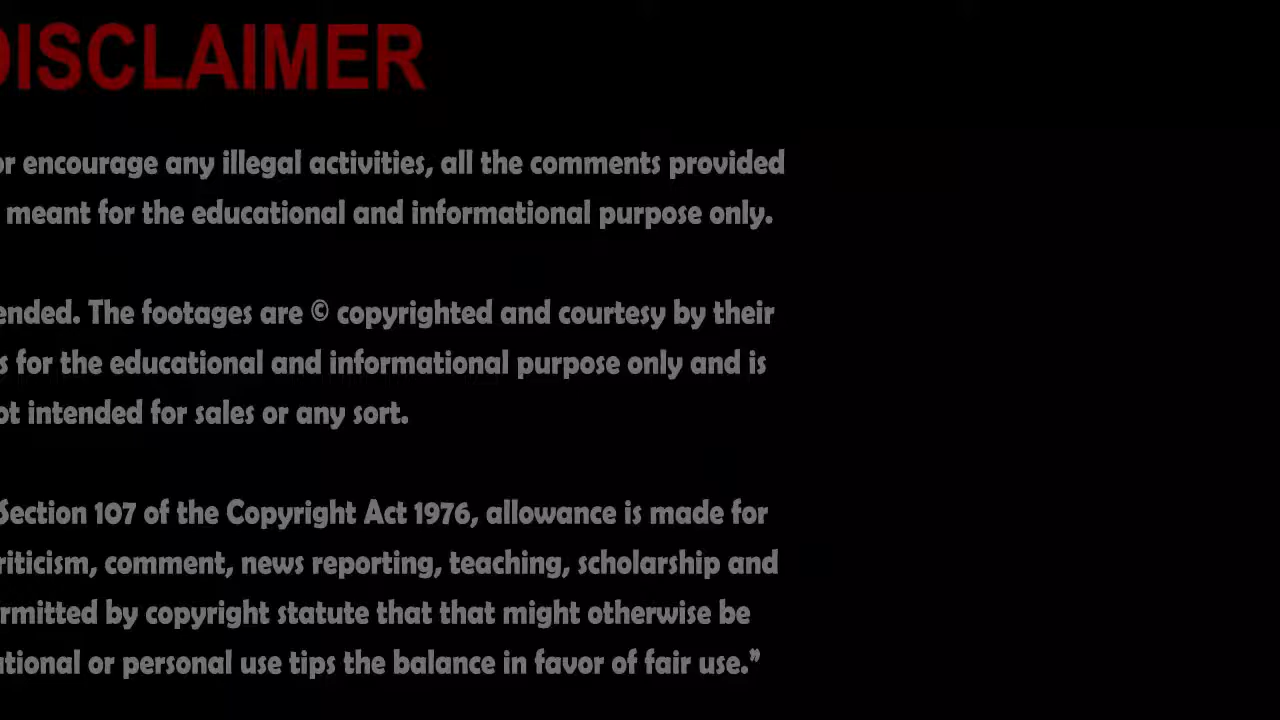 DISCLAIMER
or encourage any illegal activities, all the comments provided
meant for the educational and informational purpose only.
ended. The footages are © copyrighted and courtesy by their
s for the educational and informational purpose only and is
ot intended for sales or any sort.
Section 107 of the Copyright Act 1976, allowance is made for
riticism, comment, news reporting, teaching, scholarship and
rmitted by copyright statute that that might otherwise be
ational or personal use tips the balance in favor of fair use.”